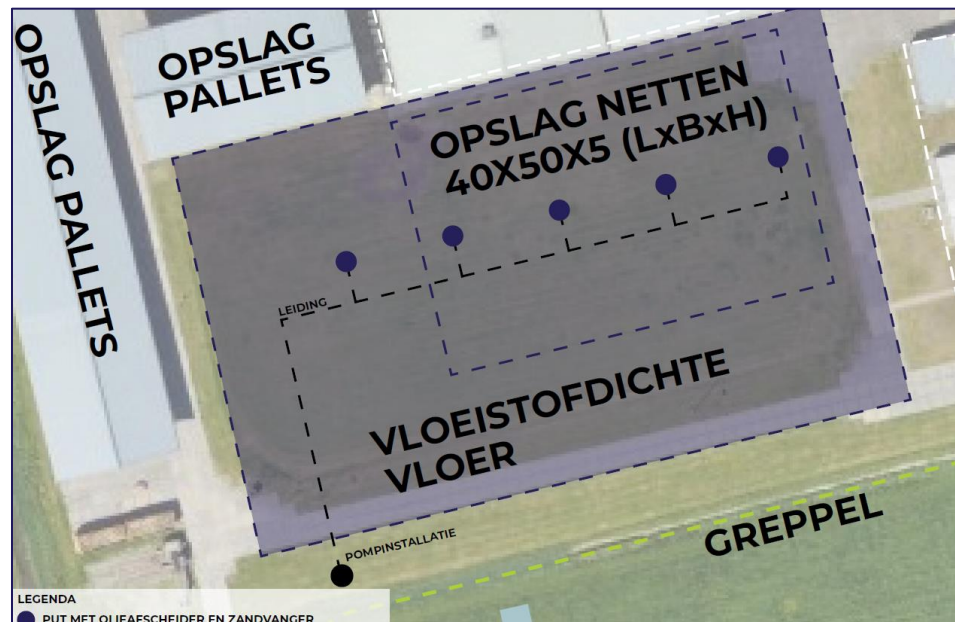 OPSLAG PALLETS
OPSLAG
PALLETS
OPSLAG NETTEN
40X50X5 (LxBxH)
LEIDING
VLOEISTOFDICHTE
VLOER
POMPINSTALLATIE
GREPPEL
LEGENDA
PUT MET OLIEAFSCHEIDER EN ZANDVANGER